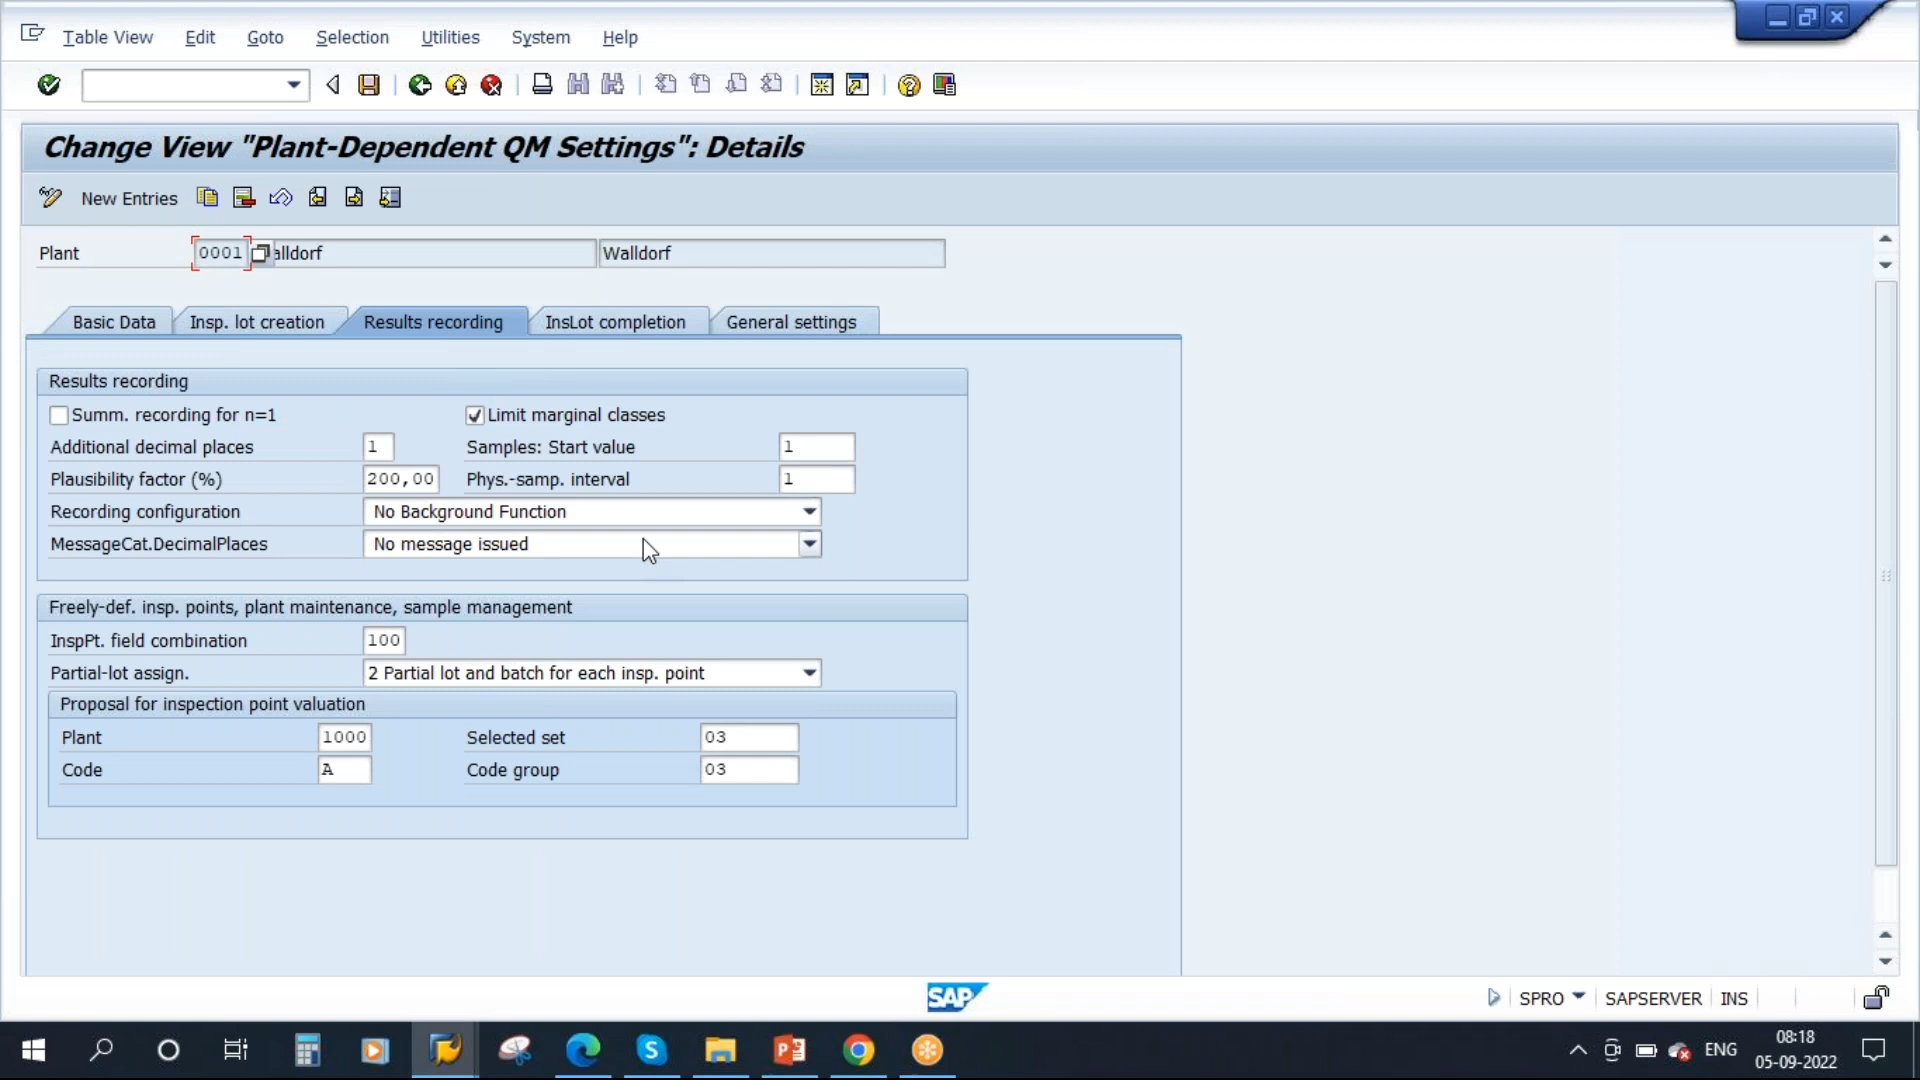 Table View Edit Goto Selection Utilities System Help
Change View "Plant-Dependent QM Settings": Details
New Entries
Plant 0001 alldorf Walldorf
Basic Data Insp. lot creation Results recording InsLot completion General settings
Results recording
Summ. recording for n=1 Limit marginal classes
Additional decimal places 1 Samples: Start value 1
Plausibility factor (%) 200,00 Phys.-samp. interval 1
Recording configuration No Background Function
MessageCat.DecimalPlaces No message issued
Freely-def. insp. points, plant maintenance, sample management
InspPt. field combination 100
Partial-lot assign. 2 Partial lot and batch for each insp. point
Proposal for inspection point valuation
Plant 1000 Selected set 03
Code A Code group 03
SAP SPRO SAPSERVER INS
ENG 08:18
05-09-2022